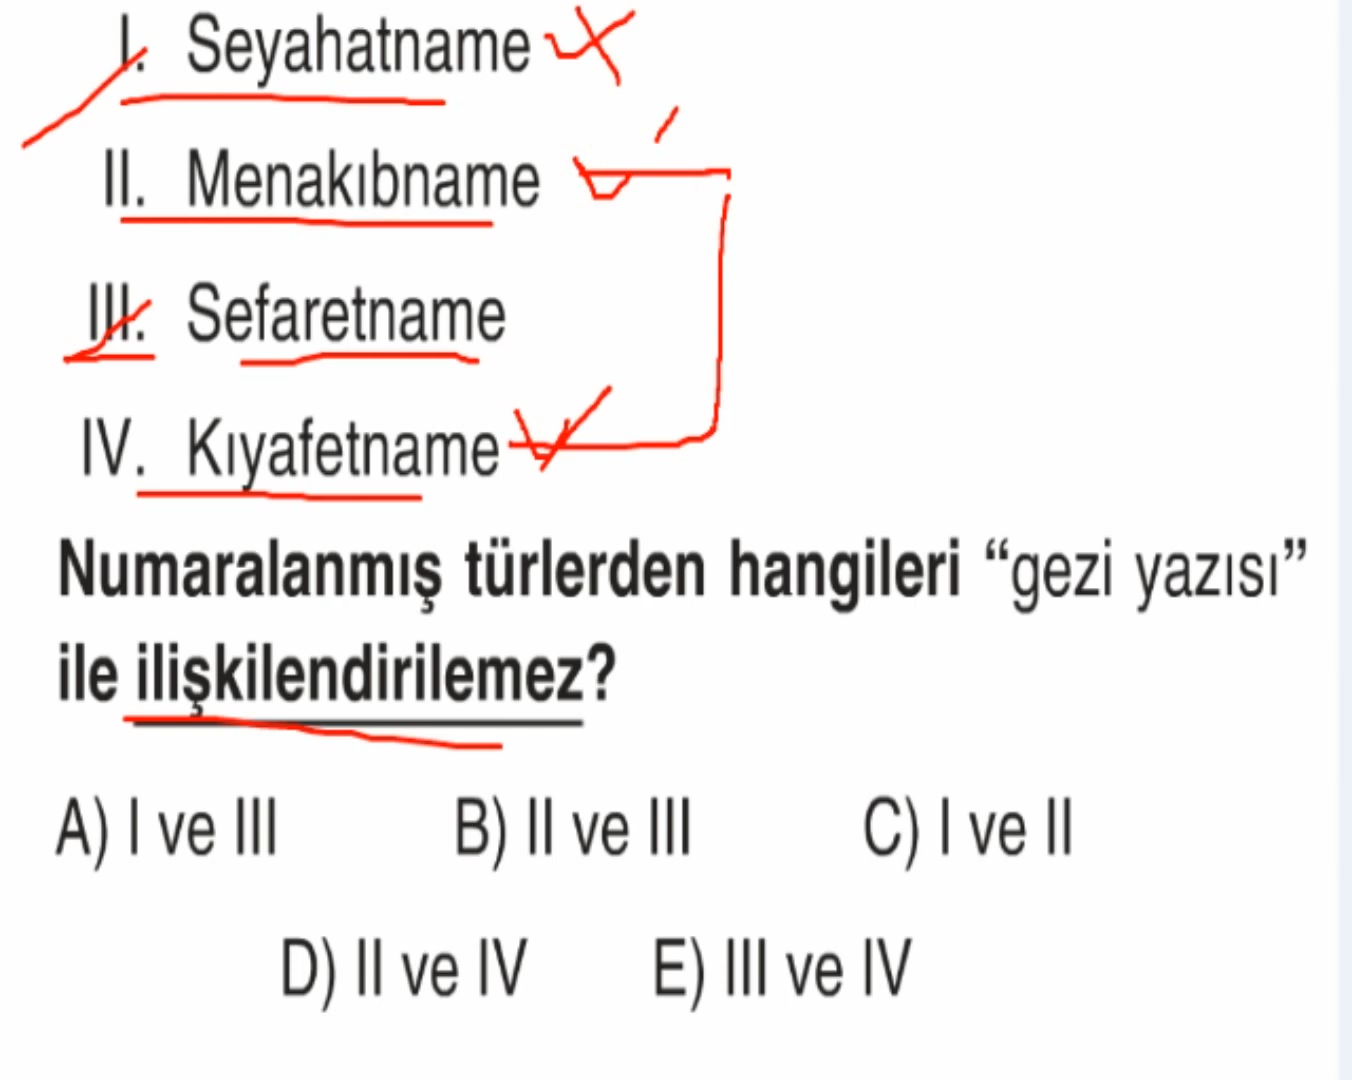 I. Seyahatname
II. Menakıbname
III. Sefaretname
IV. Kıyafetname
Numaralanmış türlerden hangileri “gezi yazısı”
ile ilişkilendirilemez?
A) I ve III B) II ve III C) I ve II
D) II ve IV E) III ve IV